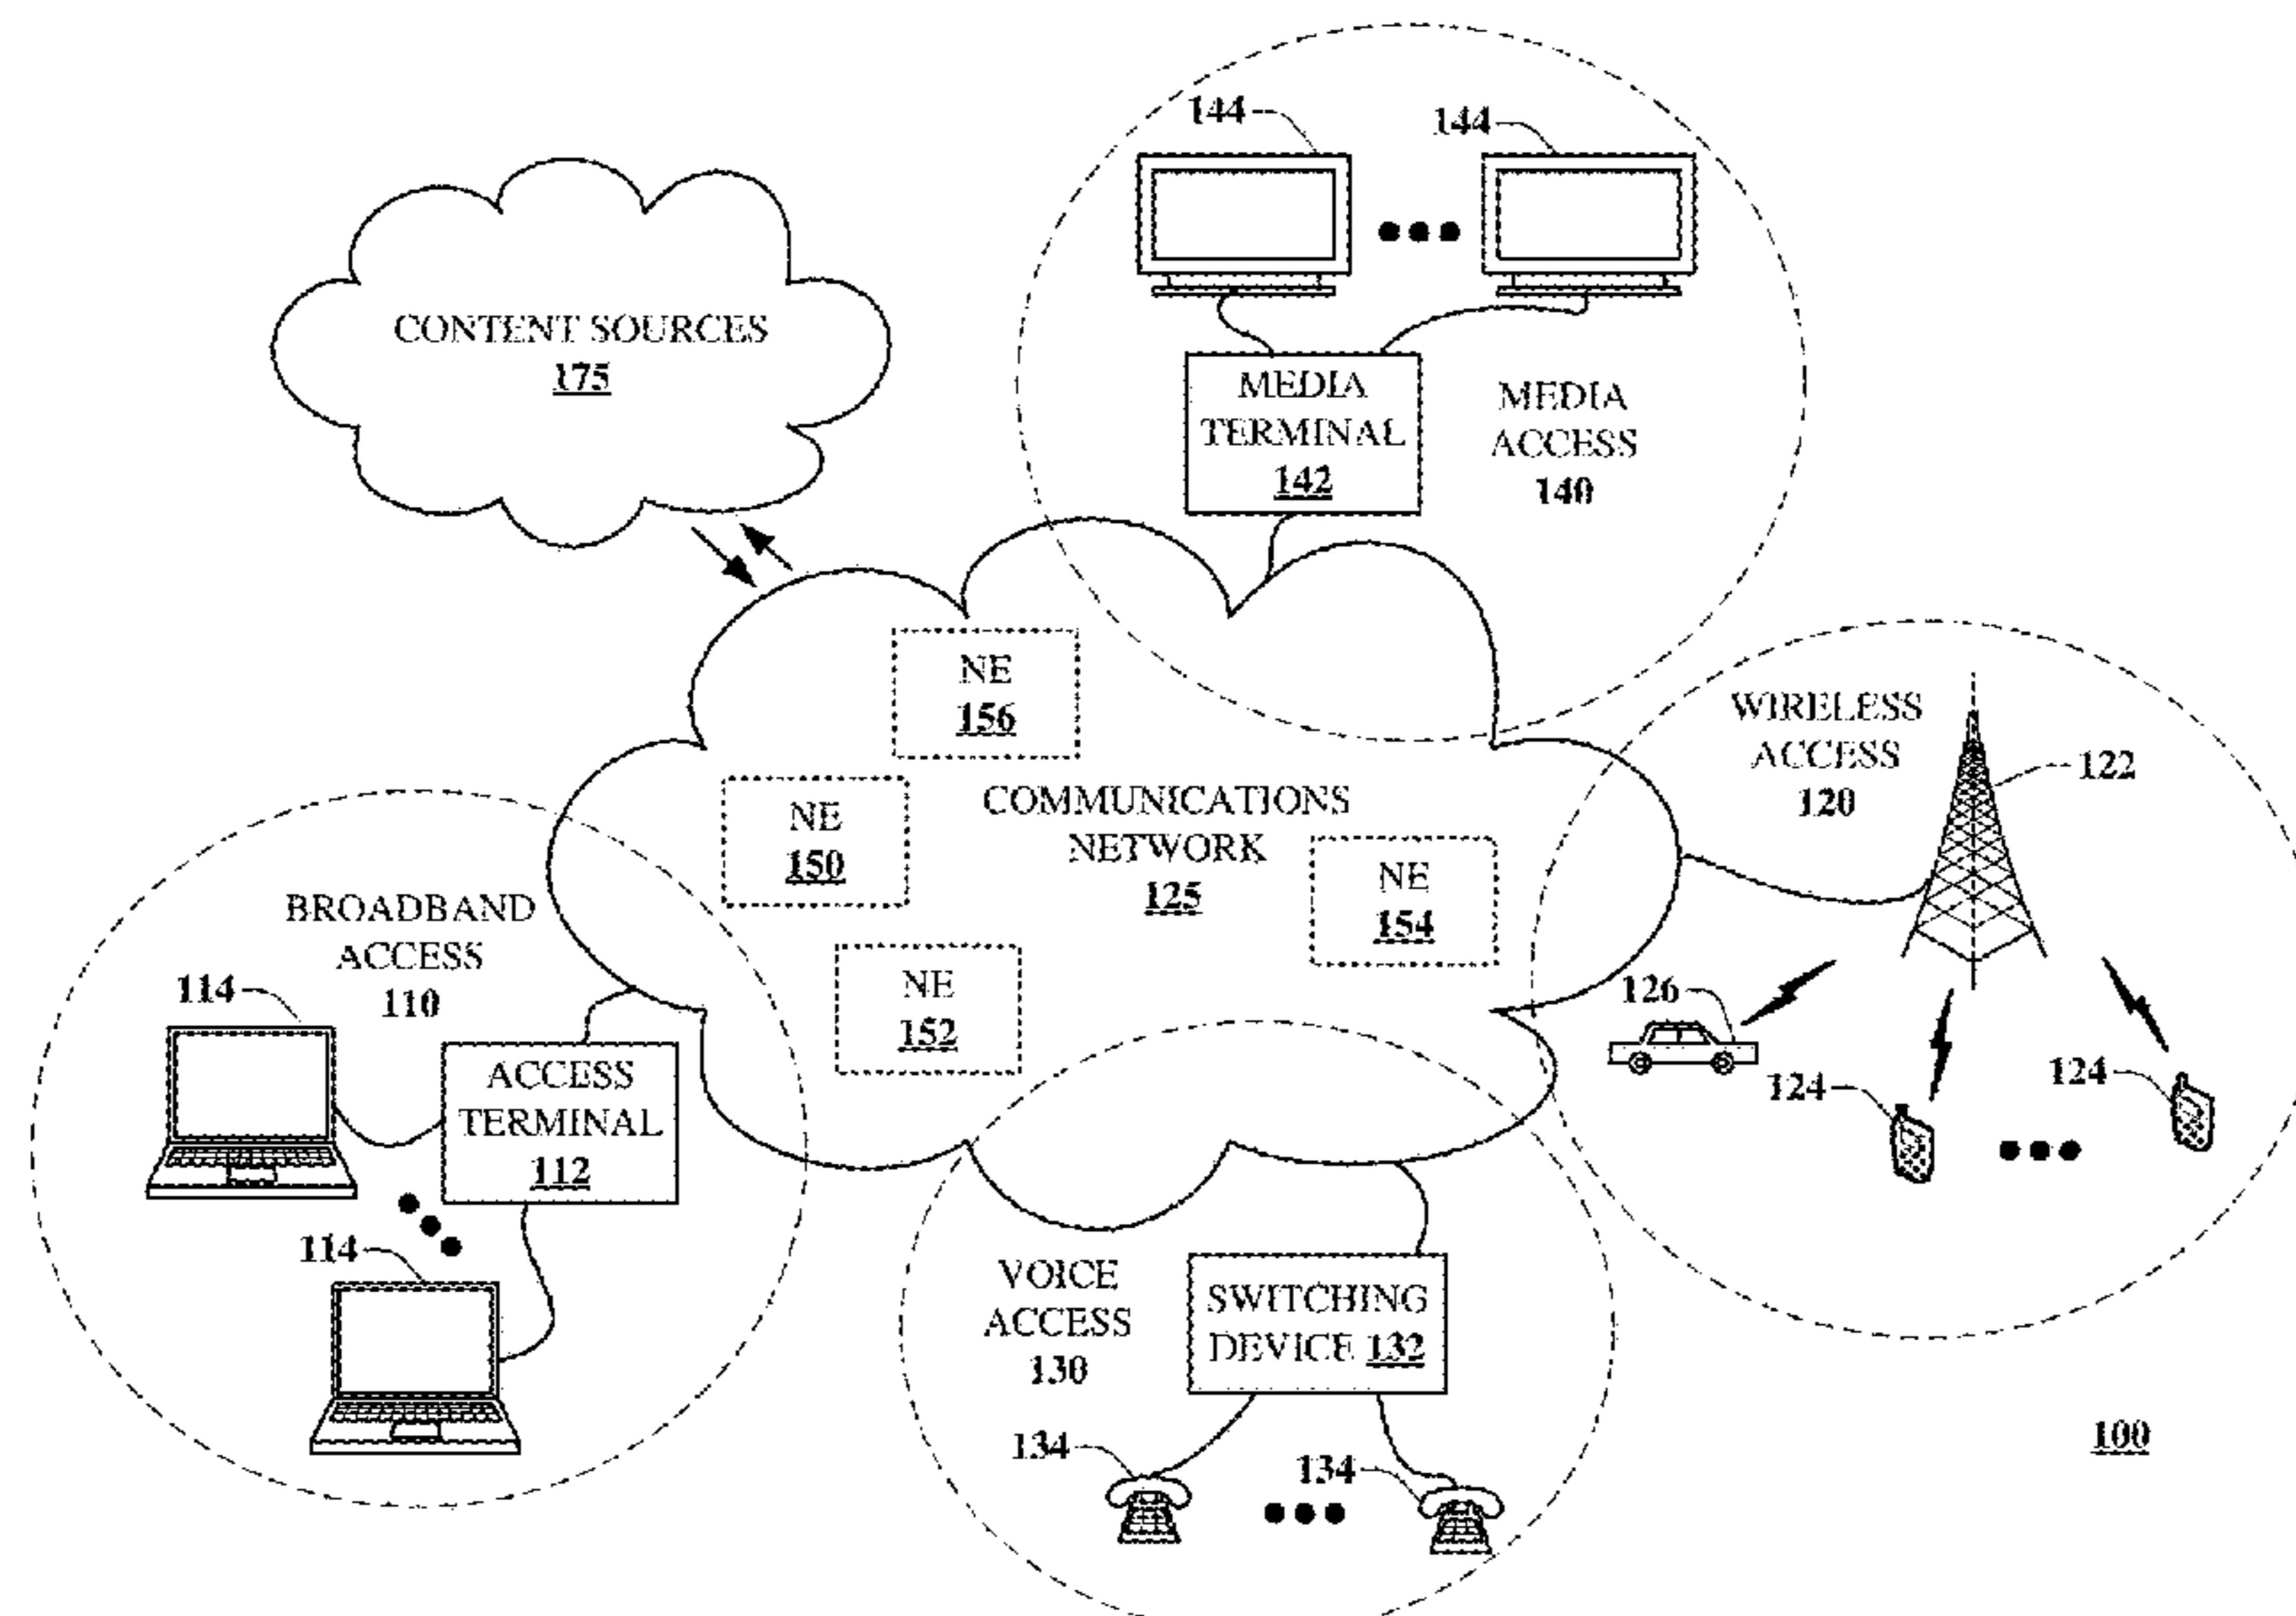 144
144
CONTENT SOURCES
175
MEDIA
TERMINAL
142
MEDIA
ACCESS
140
NE
156
WIRELESS
ACCESS
120
122
NE
150
COMMUNICATIONS
NETWORK
125
NE
154
BROADBAND
ACCESS
110
114
NE
152
126
124
124
ACCESS
TERMINAL
112
114
VOICE
ACCESS
130
SWITCHING
DEVICE 132
134
134
100